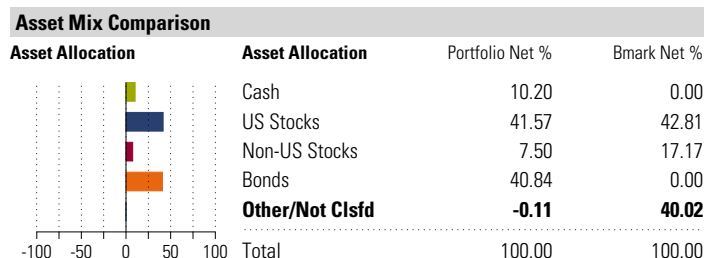 Asset Mix Comparison
Asset Allocation Asset Allocation Portfolio Net % Bmark Net %
Cash 10.20 0.00
US Stocks 41.57 42.81
Non-US Stocks 7.50 17.17
Bonds 40.84 0.00
Other/Not Clsfd -0.11 40.02
-100 -50 0 50 100 Total 100.00 100.00